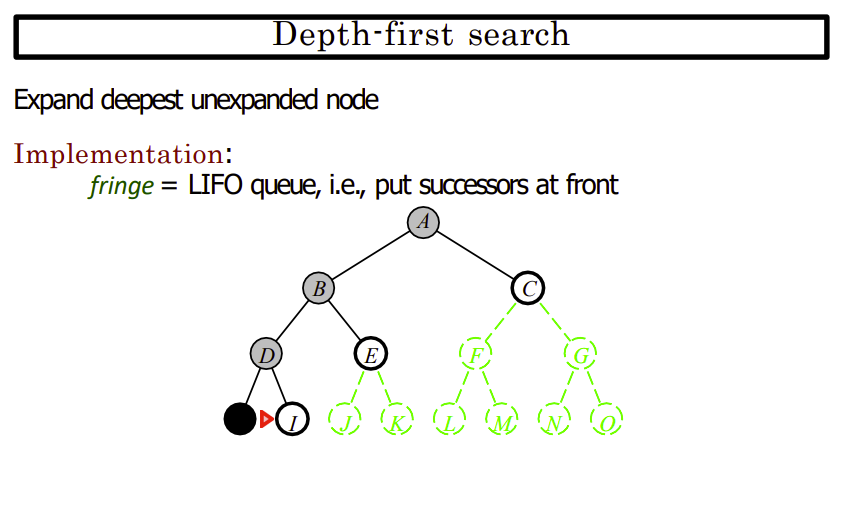 Depth-first search
Expand deepest unexpanded node
Implementation:
fringe = LIFO queue, i.e., put successors at front
A
B C
D E F G
I J K L M N O